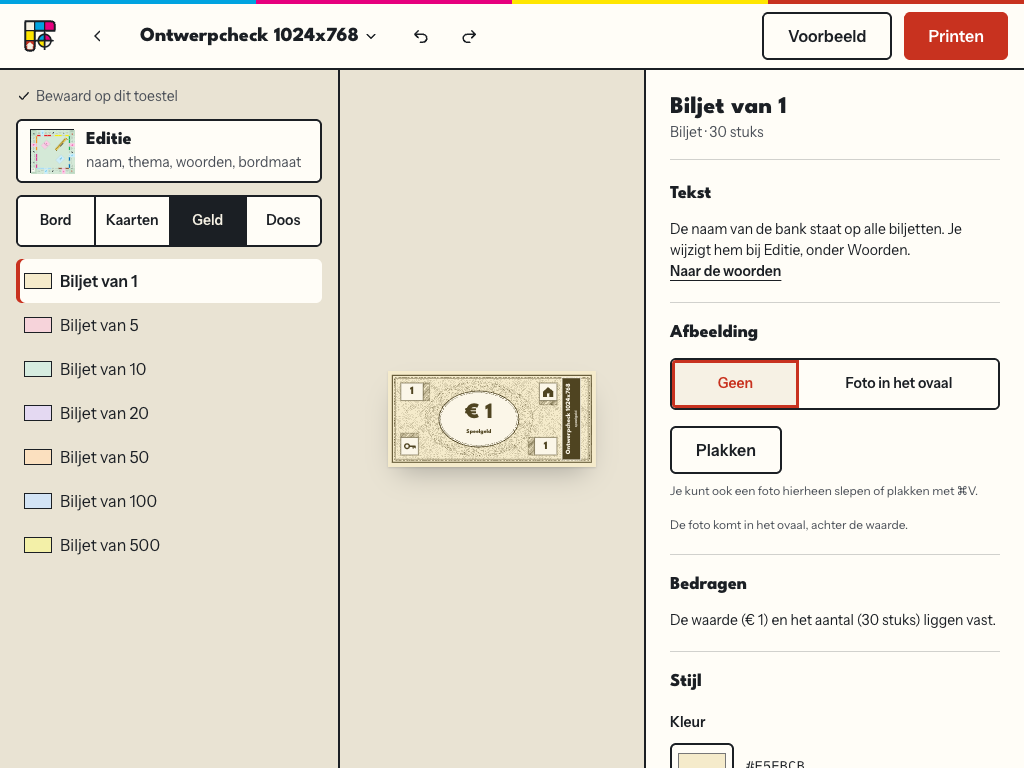 Ontwerpcheck 1024x768
Voorbeeld
Printen
Bewaard op dit toestel
Editie
naam, thema, woorden, bordmaat
Bord
Kaarten
Geld
Doos
Biljet van 1
Biljet van 5
Biljet van 10
Biljet van 20
Biljet van 50
Biljet van 100
Biljet van 500
1
€ 1
Speelgeld
1
Ontwerpcheck 1024x768
Biljet van 1
Biljet · 30 stuks
Tekst
De naam van de bank staat op alle biljetten. Je
wijzigt hem bij Editie, onder Woorden.
Naar de woorden
Afbeelding
Geen
Foto in het ovaal
Plakken
Je kunt ook een foto hierheen slepen of plakken met ⌘V.
De foto komt in het ovaal, achter de waarde.
Bedragen
De waarde (€ 1) en het aantal (30 stuks) liggen vast.
Stijl
Kleur